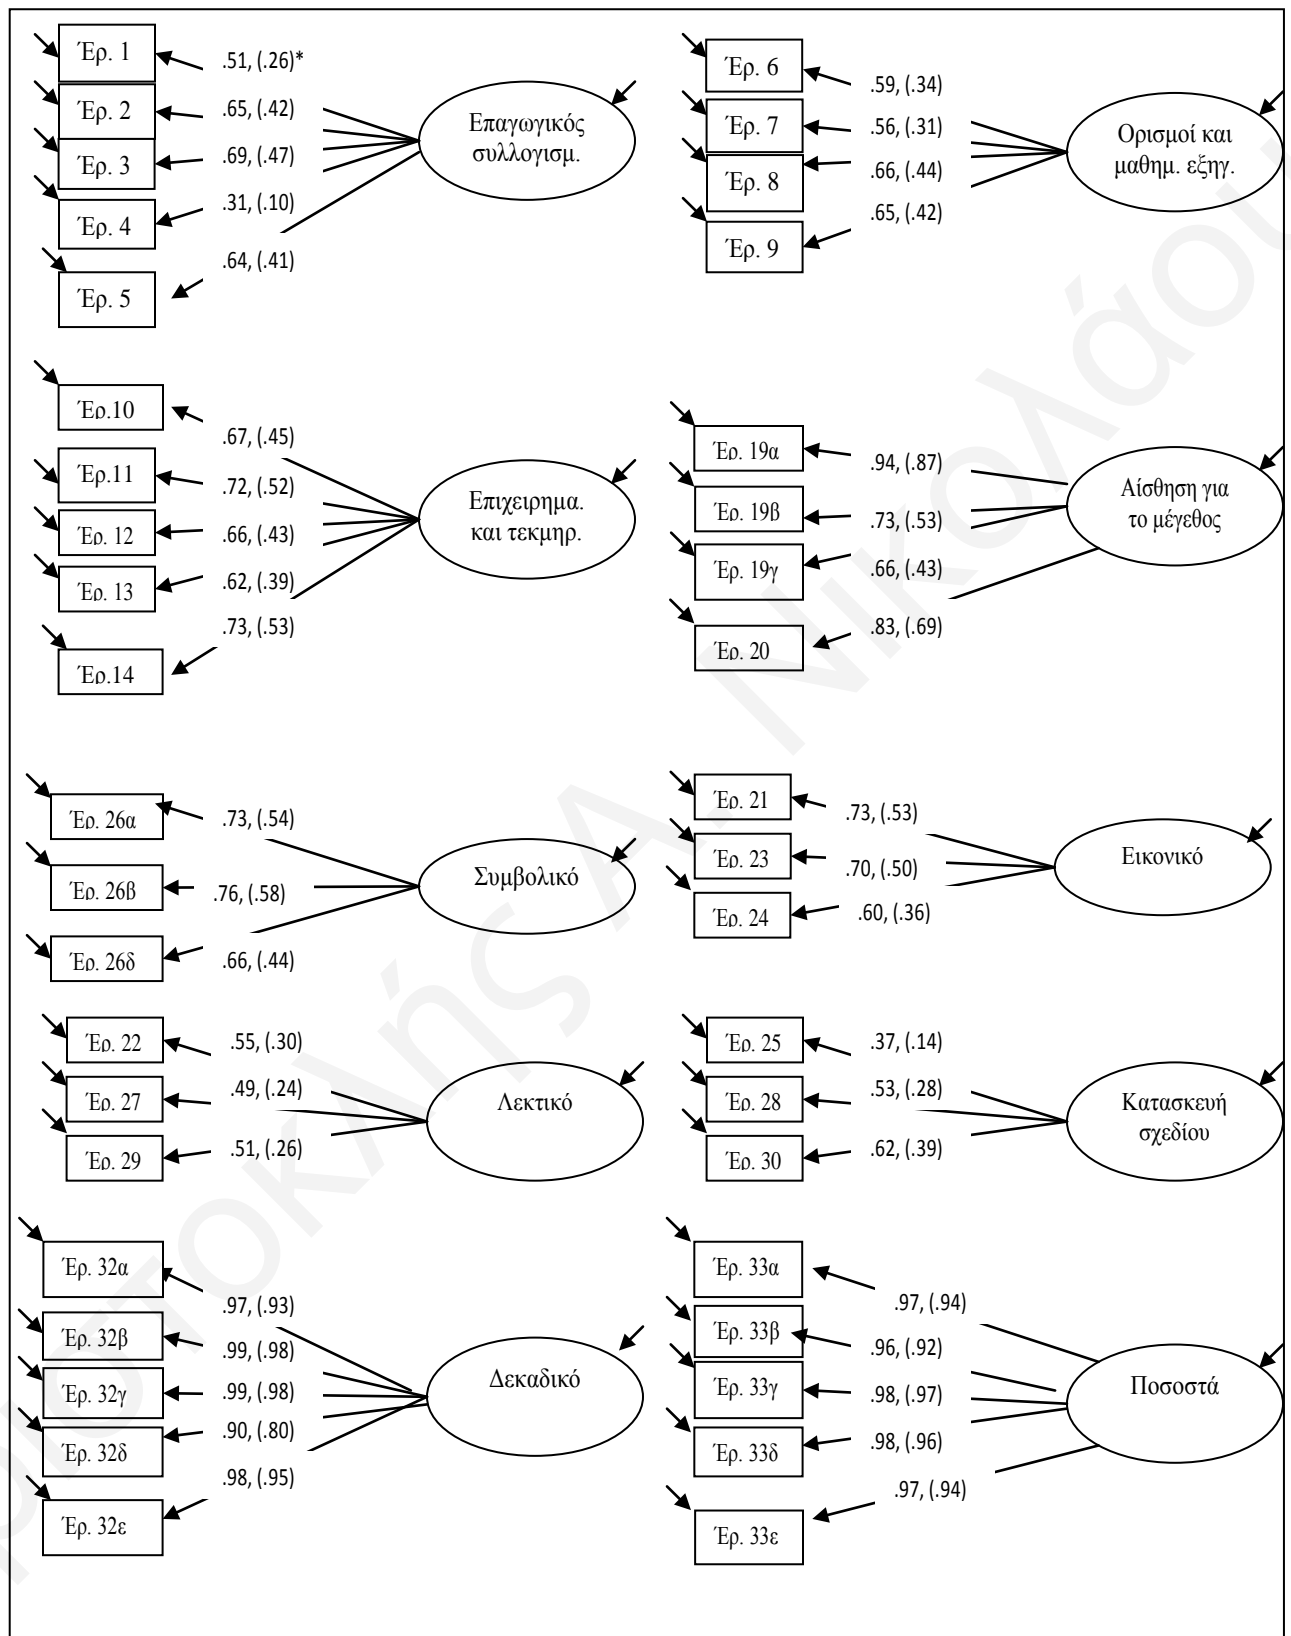 Έρ. 1
.51, (.26)*
Έρ. 2
.65, (.42)
Έρ. 3
.69, (.47)
Έρ. 4
.31, (.10)
Έρ. 5
.64, (.41)
Επαγωγικός
συλλογισμ.
Έρ. 6
.59, (.34)
Έρ. 7
.56, (.31)
Έρ. 8
.66, (.44)
Έρ. 9
.65, (.42)
Ορισμοί και
μαθημ. εξηγ.
Έρ.10
.67, (.45)
Έρ.11
.72, (.52)
Έρ. 12
.66, (.43)
Έρ. 13
.62, (.39)
Έρ.14
.73, (.53)
Επιχειρημα.
και τεκμηρ.
Έρ. 19α
.94, (.87)
Έρ. 19β
.73, (.53)
Έρ. 19γ
.66, (.43)
Έρ. 20
.83, (.69)
Αίσθηση για
το μέγεθος
Έρ. 26α
.73, (.54)
Έρ. 26β
.76, (.58)
Έρ. 26δ
.66, (.44)
Συμβολικό
Έρ. 21
.73, (.53)
Έρ. 23
.70, (.50)
Έρ. 24
.60, (.36)
Εικονικό
Έρ. 22
.55, (.30)
Έρ. 27
.49, (.24)
Έρ. 29
.51, (.26)
Λεκτικό
Έρ. 25
.37, (.14)
Έρ. 28
.53, (.28)
Έρ. 30
.62, (.39)
Κατασκευή
σχεδίου
Έρ. 32α
.97, (.93)
Έρ. 32β
.99, (.98)
Έρ. 32γ
.99, (.98)
Έρ. 32δ
.90, (.80)
Έρ. 32ε
.98, (.95)
Δεκαδικό
Έρ. 33α
.97, (.94)
Έρ. 33β
.96, (.92)
Έρ. 33γ
.98, (.97)
Έρ. 33δ
.98, (.96)
Έρ. 33ε
.97, (.94)
Ποσοστά